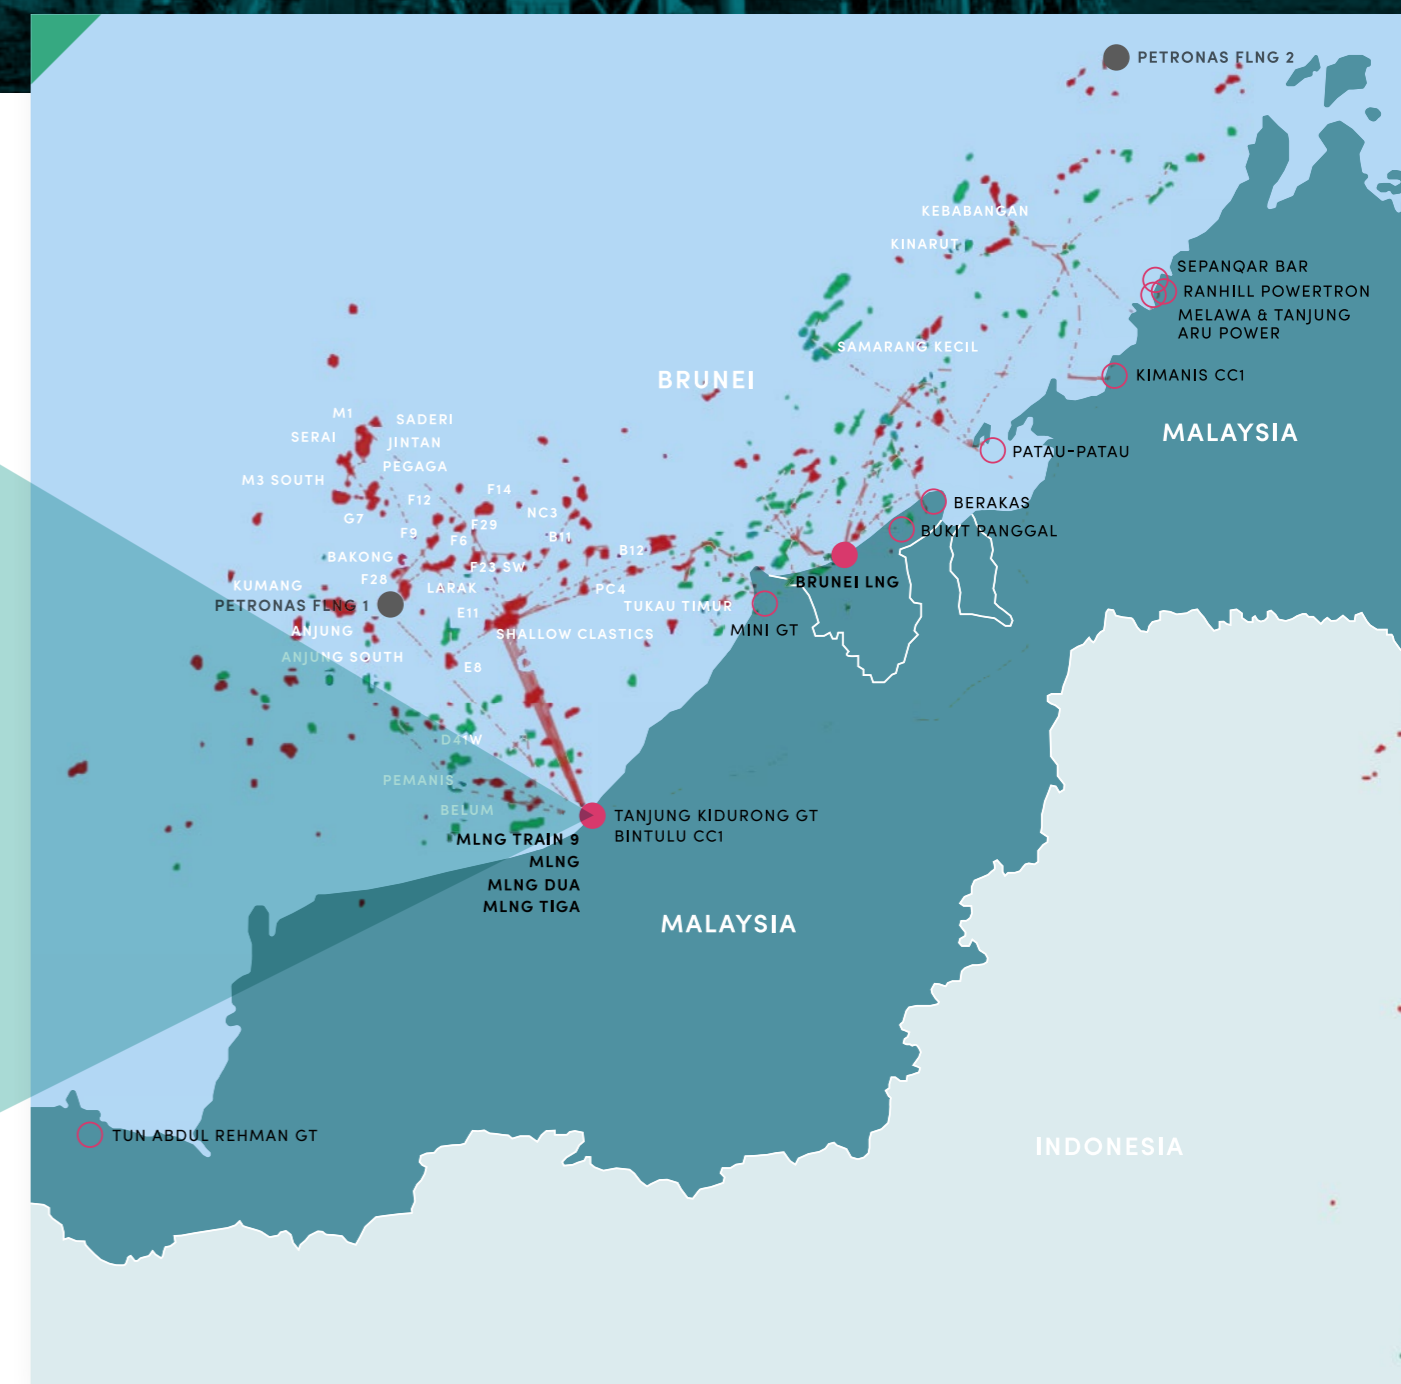 PETRONAS FLNG 2
KEBABANGAN
KINARUT
SEPANQAR BAR
RANHILL POWERTRON
MELAWA & TANJUNG
ARU POWER
SAMARANG KECIL
BRUNEI
KIMANIS CC1
MALAYSIA
M1
SADERI
SERAI
JINTAN
PATAU-PATAU
PEGAGA
M3 SOUTH
F14
F12
BERAKAS
NC3
G7
F29
BUKIT PANGGAL
F9
F6
B11
B12
BAKONG
F23 SW
F28
BRUNEI LNG
KUMANG
LARAK
PC4
PETRONAS FLNG 1
TUKAU TIMUR
E11
ANJUNG
SHALLOW CLASTICS
MINI GT
ANJUNG SOUTH
E8
D41W
PEMANIS
BELUM
TANJUNG KIDURONG GT
BINTULU CC1
MLNG TRAIN 9
MLNG
MLNG DUA
MLNG TIGA
MALAYSIA
TUN ABDUL REHMAN GT
INDONESIA